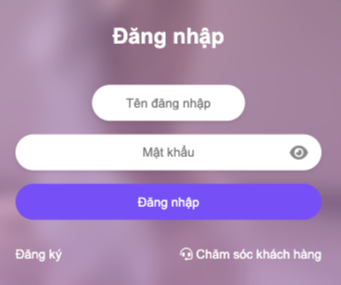 Đăng nhập
Tên đăng nhập
Mật khẩu
Đăng nhập
Đăng ký Chăm sóc khách hàng